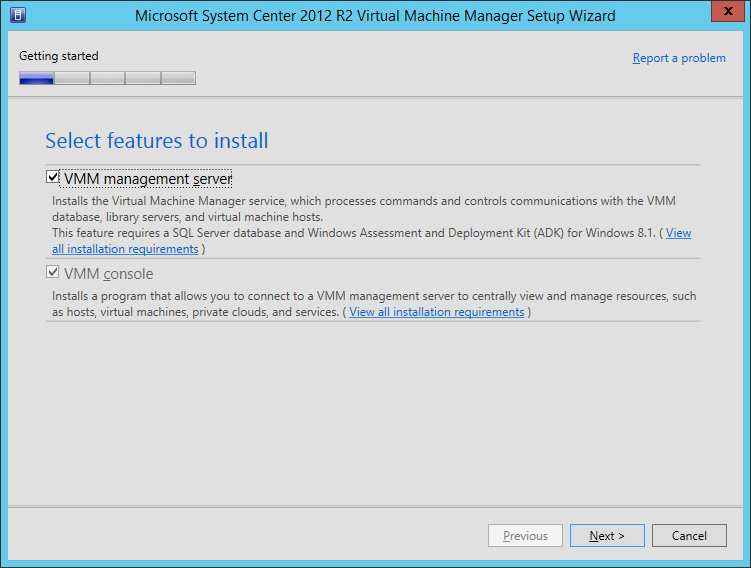 Microsoft System Center 2012 R2 Virtual Machine Manager Setup Wizard
x
Getting started
Report a problem
Select features to install
VMM management server
Installs the Virtual Machine Manager service, which processes commands and controls communications with the VMM
database, library servers, and virtual machine hosts.
This feature requires a SQL Server database and Windows Assessment and Deployment Kit (ADK) for Windows 8.1. ( View
all installation requirements )
VMM console
Installs a program that allows you to connect to a VMM management server to centrally view and manage resources, such
as hosts, virtual machines, private clouds, and services. ( View all installation requirements )
Previous
Next >
Cancel